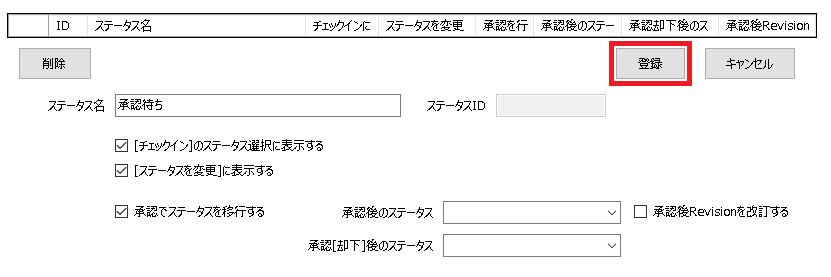 ID ステータス名 チェックインに ステータスを変更 承認を行 承認後のステー 承認却下後のス 承認後Revision
削除 登録 キャンセル
ステータス名 承認待ち ステータスID
[チェックイン]のステータス選択に表示する
[ステータスを変更]に表示する
承認でステータスを移行する 承認後のステータス 承認後Revisionを改訂する
承認[却下]後のステータス